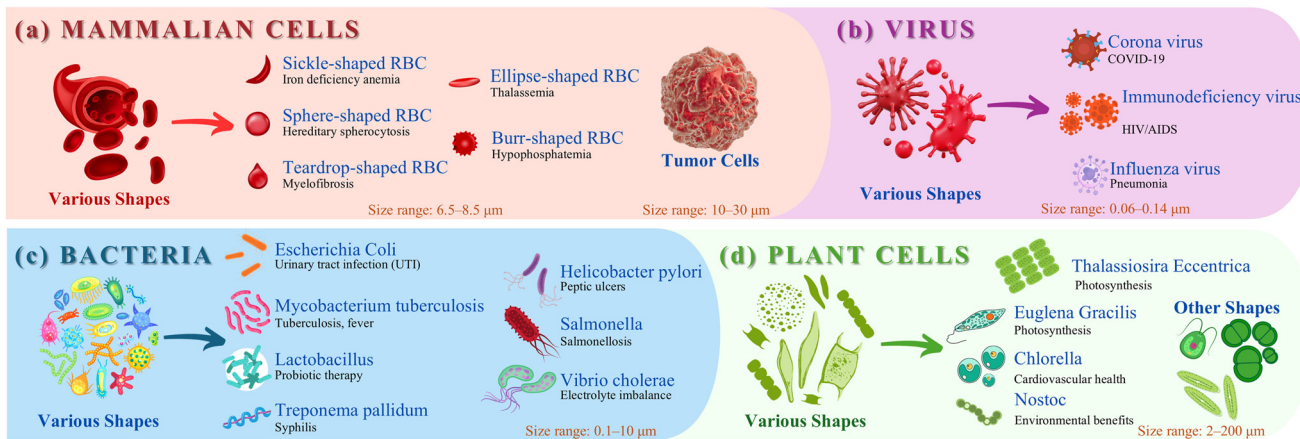 (a) MAMMALIAN CELLS
Various Shapes
Sickle-shaped RBC
Iron deficiency anemia
Sphere-shaped RBC
Hereditary spherocytosis
Teardrop-shaped RBC
Myelofibrosis
Ellipse-shaped RBC
Thalassemia
Burr-shaped RBC
Hypophosphatemia
Size range: 6.5–8.5 μm
Tumor Cells
Size range: 10–30 μm
(b) VIRUS
Various Shapes
Corona virus
COVID-19
Immunodeficiency virus
HIV/AIDS
Influenza virus
Pneumonia
Size range: 0.06–0.14 μm
(c) BACTERIA
Various Shapes
Escherichia Coli
Urinary tract infection (UTI)
Mycobacterium tuberculosis
Tuberculosis, fever
Lactobacillus
Probiotic therapy
Treponema pallidum
Syphilis
Helicobacter pylori
Peptic ulcers
Salmonella
Salmonellosis
Vibrio cholerae
Electrolyte imbalance
Size range: 0.1–10 μm
(d) PLANT CELLS
Various Shapes
Thalassiosira Eccentrica
Photosynthesis
Euglena Gracilis
Photosynthesis
Chlorella
Cardiovascular health
Nostoc
Environmental benefits
Other Shapes
Size range: 2–200 μm